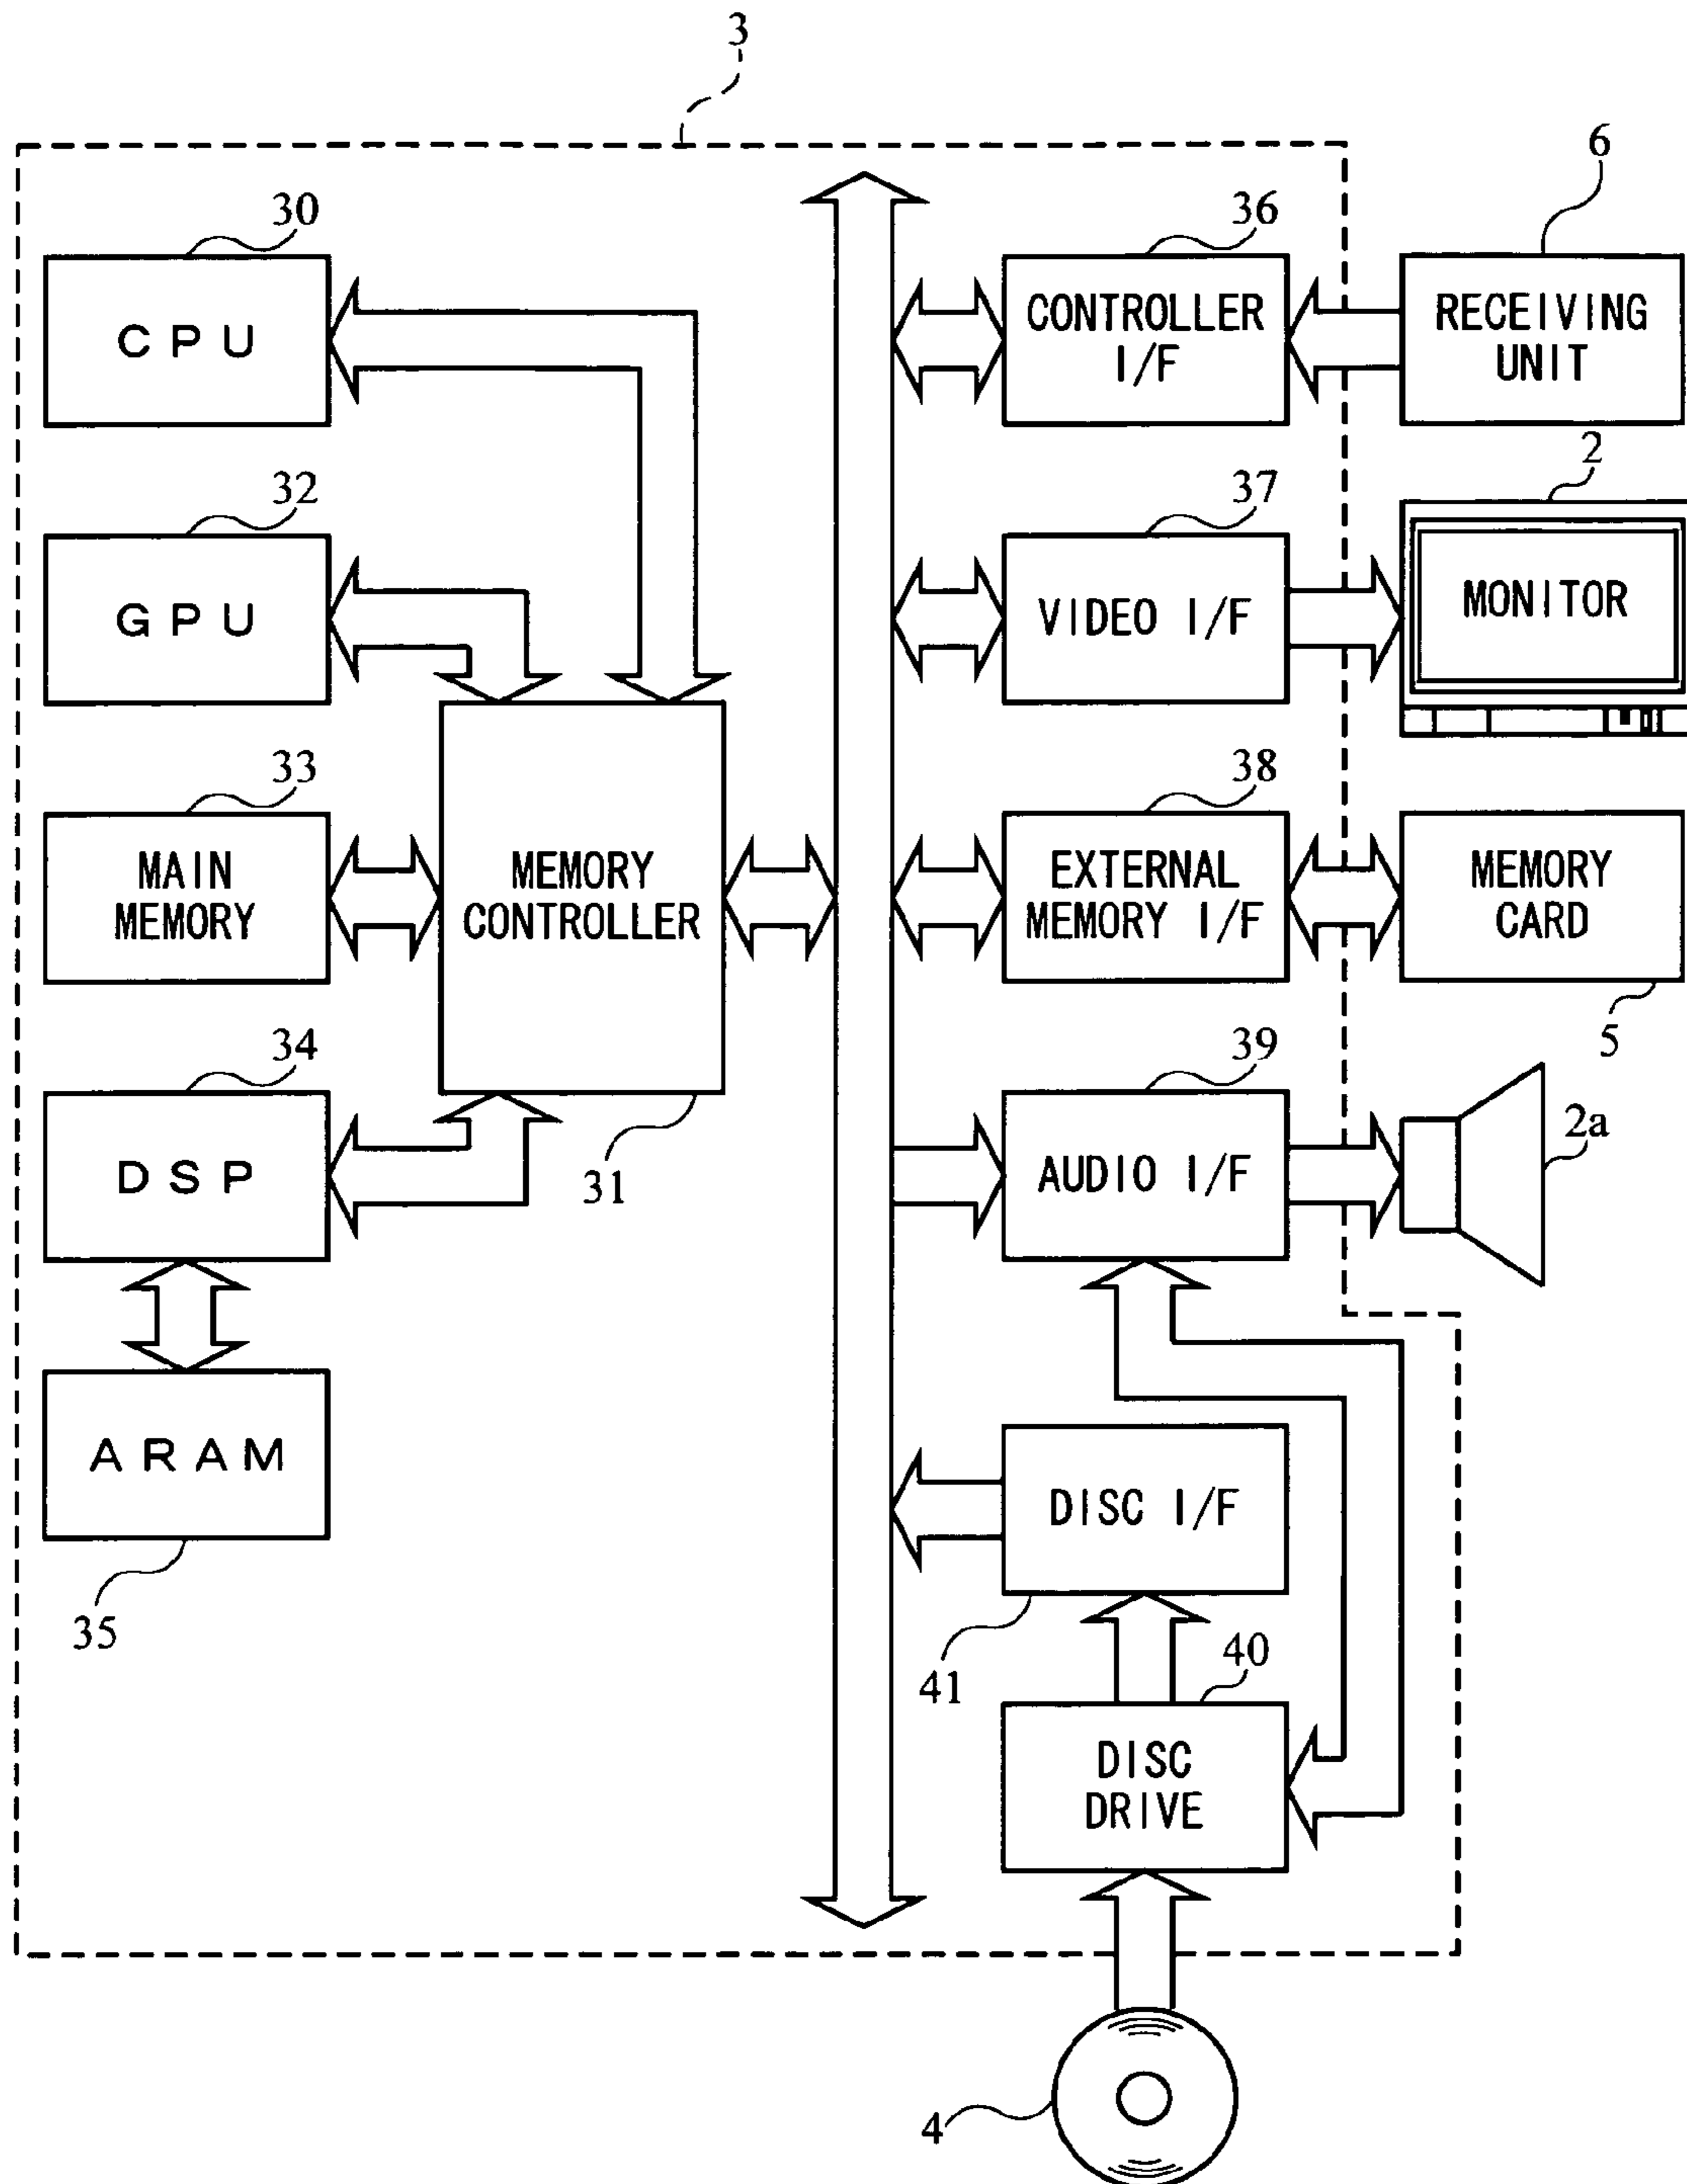 3
6
30
36
CPU
CONTROLLER
I/F
RECEIVING
UNIT
2
32
37
GPU
VIDEO I/F
MONITOR
33
38
MAIN
MEMORY
MEMORY
CONTROLLER
EXTERNAL
MEMORY I/F
MEMORY
CARD
5
34
39
2a
DSP
31
AUDIO I/F
ARAM
DISC I/F
35
41
40
DISC
DRIVE
4